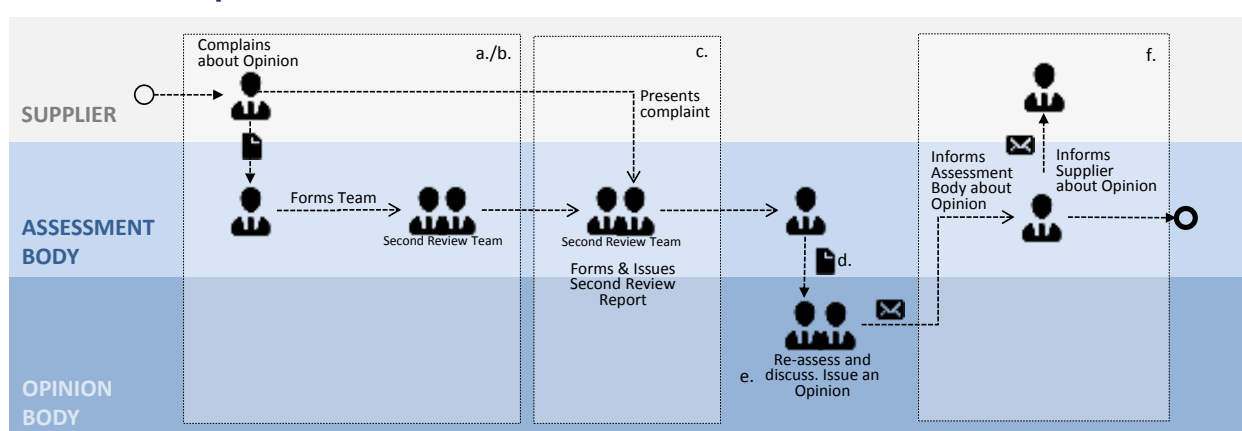 Complains
about Opinion
a./b.
c.
f.
SUPPLIER
Presents
complaint
Informs
Assessment
Body about
Opinion
Informs
Supplier
about Opinion
ASSESSMENT
BODY
Forms Team
Second Review Team
Second Review Team
Forms & Issues
Second Review
Report
d.
e.
Re-assess and
discuss. Issue an
Opinion
OPINION
BODY